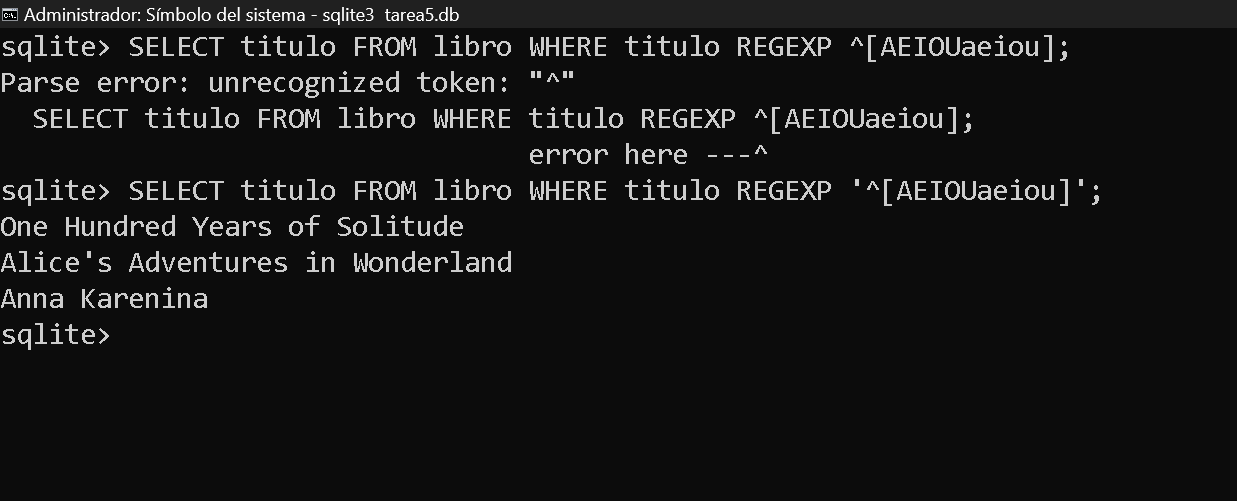 Administrador: Símbolo del sistema - sqlite3 tarea5.db
sqlite> SELECT titulo FROM libro WHERE titulo REGEXP ^[AEIOUaeiou];
Parse error: unrecognized token: "^"
  SELECT titulo FROM libro WHERE titulo REGEXP ^[AEIOUaeiou];
                                 error here ---^
sqlite> SELECT titulo FROM libro WHERE titulo REGEXP '^[AEIOUaeiou]';
One Hundred Years of Solitude
Alice's Adventures in Wonderland
Anna Karenina
sqlite>